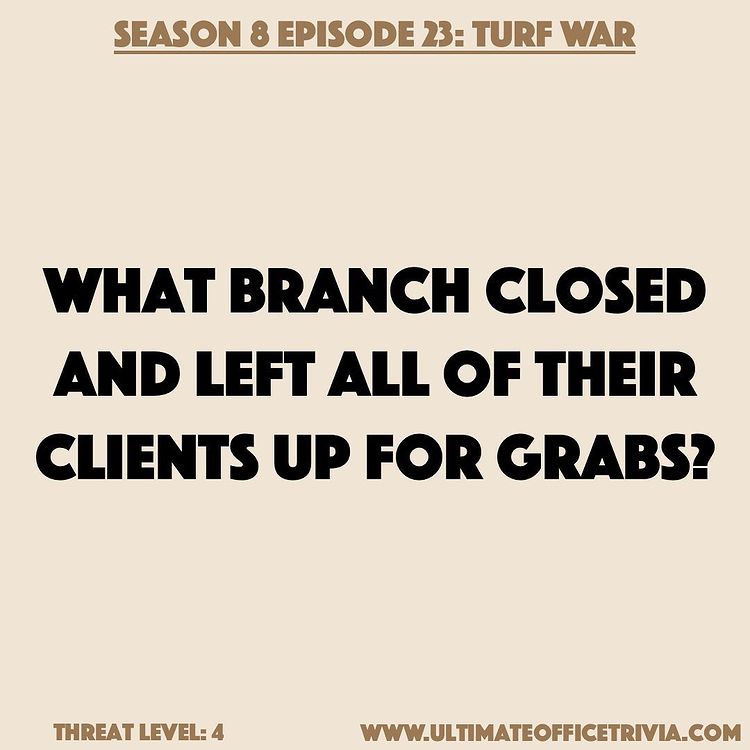 SEASON 8 EPISODE 23: TURF WAR
WHAT BRANCH CLOSED
AND LEFT ALL OF THEIR
CLIENTS UP FOR GRABS?
THREAT LEVEL: 4
WWW.ULTIMATEOFFICETRIVIA.COM